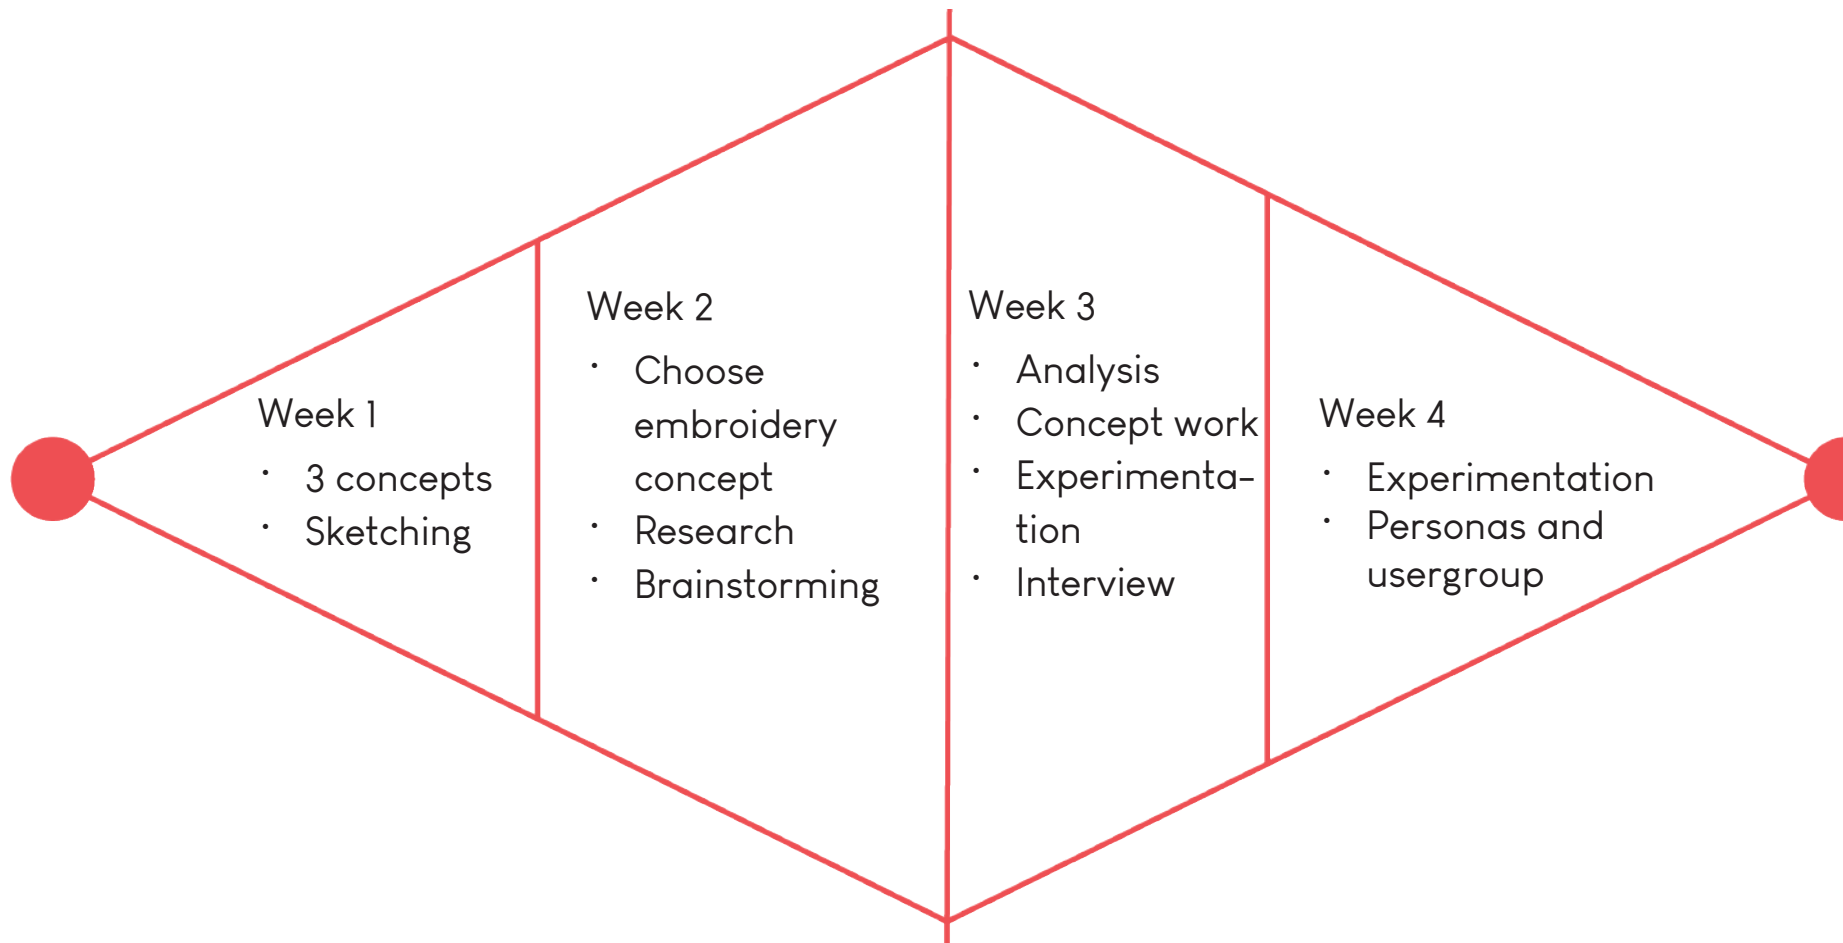 Week 1
· 3 concepts
· Sketching
Week 2
· Choose
embroidery
concept
· Research
· Brainstorming
Week 3
· Analysis
· Concept work
· Experimenta-
tion
· Interview
Week 4
· Experimentation
· Personas and
usergroup